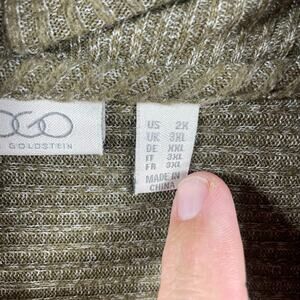 GOLDSTEIN
US 2X
UK 3XL
DE XXL
IT 3XL
FR 3XL
MADE IN
CHINA